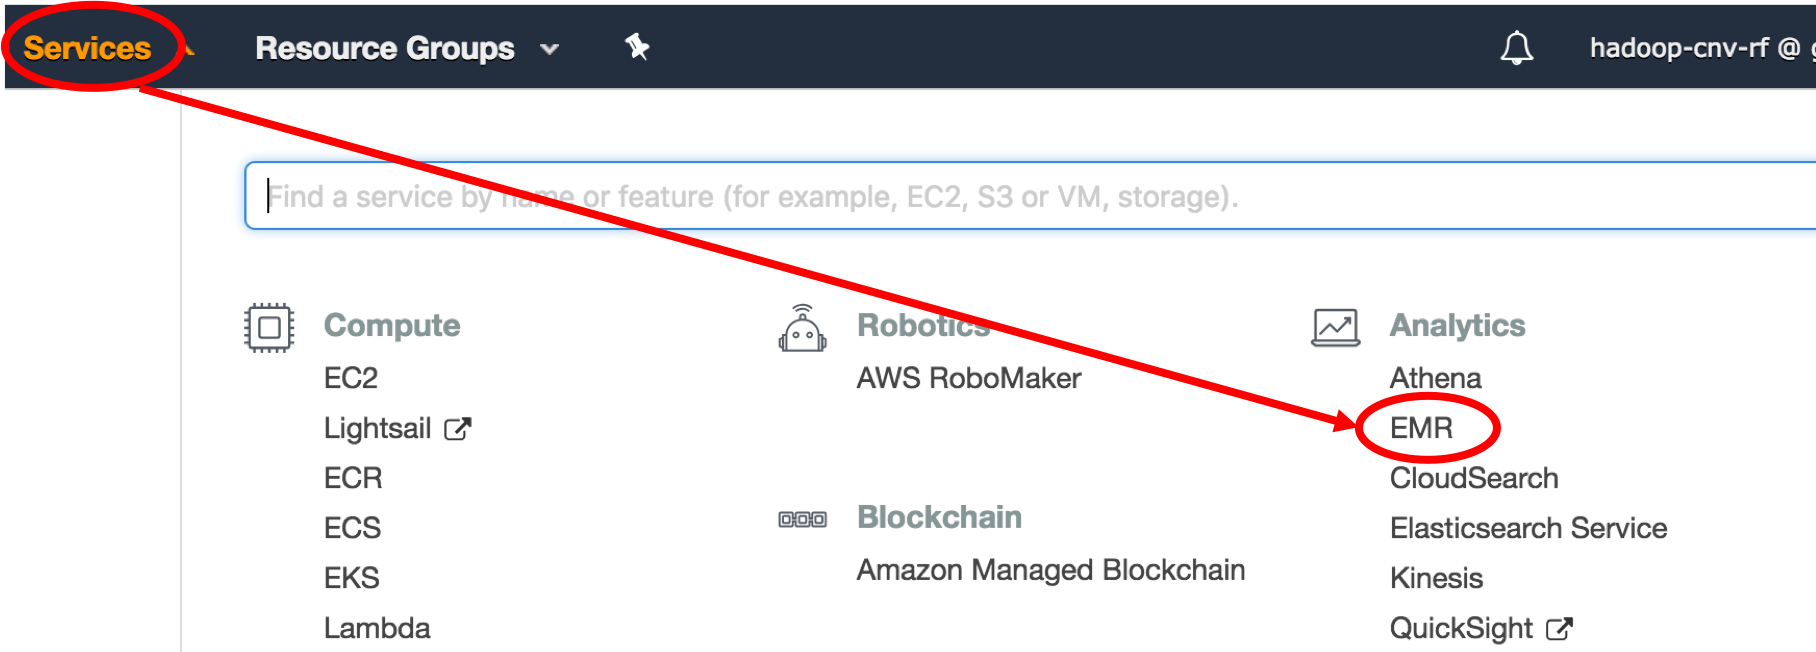 Services Resource Groups hadoop-cnv-rf @
Find a service by name or feature (for example, EC2, S3 or VM, storage).
Compute
EC2
Lightsail
ECR
ECS
EKS
Lambda
Robotics
AWS RoboMaker
Blockchain
Amazon Managed Blockchain
Analytics
Athena
EMR
CloudSearch
Elasticsearch Service
Kinesis
QuickSight